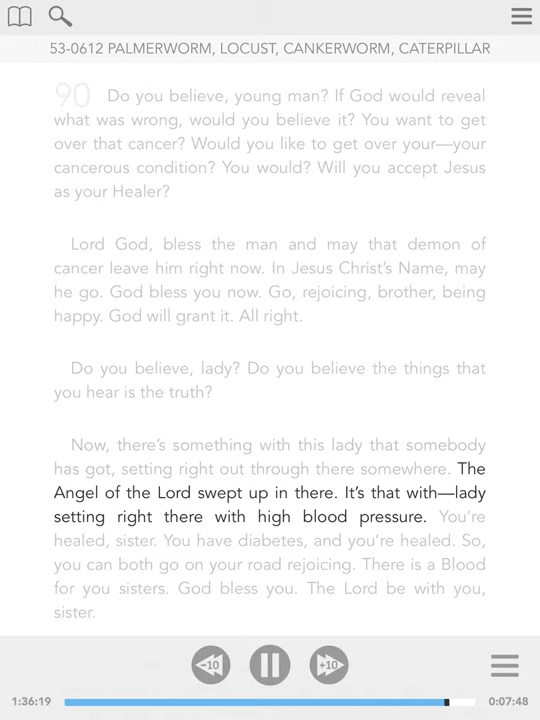 53-0612 PALMERWORM, LOCUST, CANKERWORM, CATERPILLAR
90 Do you believe, young man? If God would reveal
what was wrong, would you believe it? You want to get
over that cancer? Would you like to get over your—your
cancerous condition? You would? Will you accept Jesus
as your Healer?
Lord God, bless the man and may that demon of
cancer leave him right now. In Jesus Christ’s Name, may
he go. God bless you now. Go, rejoicing, brother, being
happy. God will grant it. All right.
Do you believe, lady? Do you believe the things that
you hear is the truth?
Now, there’s something with this lady that somebody
has got, setting right out through there somewhere. The
Angel of the Lord swept up in there. It’s that with—lady
setting right there with high blood pressure. You’re
healed, sister. You have diabetes, and you’re healed. So,
you can both go on your road rejoicing. There is a Blood
for you sisters. God bless you. The Lord be with you,
sister.
-10
+10
1:36:19
0:07:48